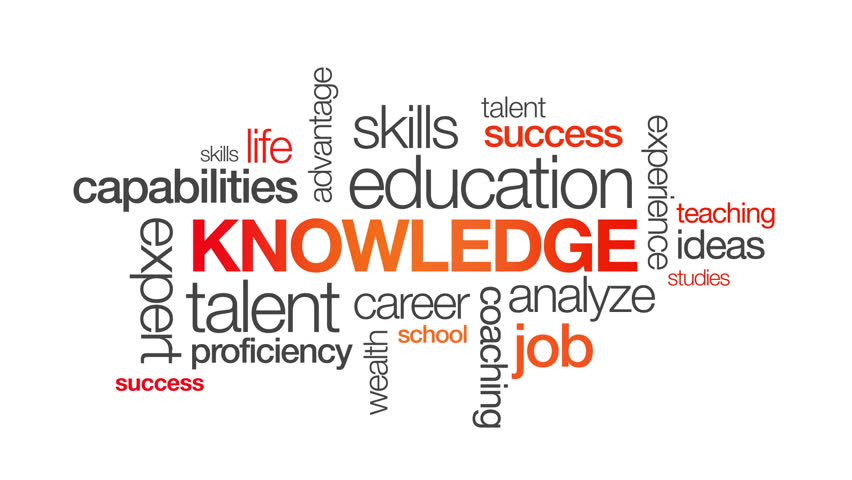 advantage
skills
talent
success
skills
life
experience
capabilities
education
teaching
KNOWLEDGE
ideas
expert
studies
talent
career
analyze
coaching
school
job
proficiency
wealth
success